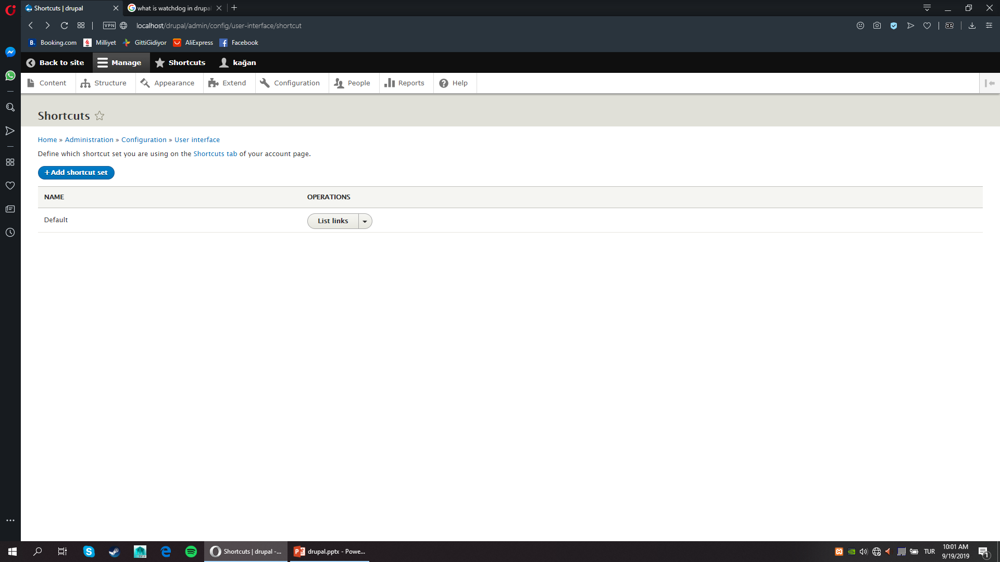 Shortcuts | drupal
what is watchdog in drupal
VPN
localhost/drupal/admin/config/user-interface/shortcut
B. Booking.com
Milliyet
GittiGidiyor
AliExpress
Facebook
Back to site
Manage
Shortcuts
kağan
Content
Structure
Appearance
Extend
Configuration
People
Reports
Help
Shortcuts
Home » Administration » Configuration » User interface
Define which shortcut set you are using on the Shortcuts tab of your account page.
+ Add shortcut set
NAME OPERATIONS
Default List links
Shortcuts | drupal -...
drupal.pptx - Powe...
TUR
10:01 AM
9/19/2019
1